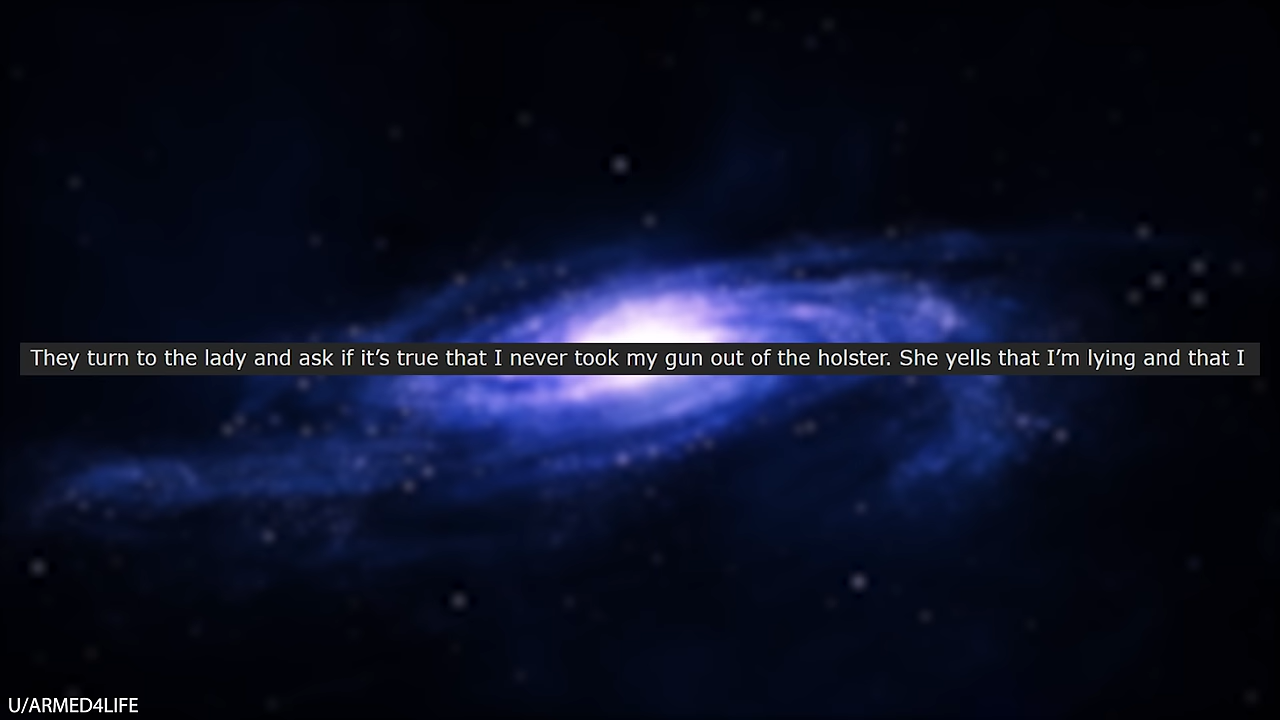 They turn to the lady and ask if it’s true that I never took my gun out of the holster. She yells that I’m lying and that I
U/ARMED4LIFE